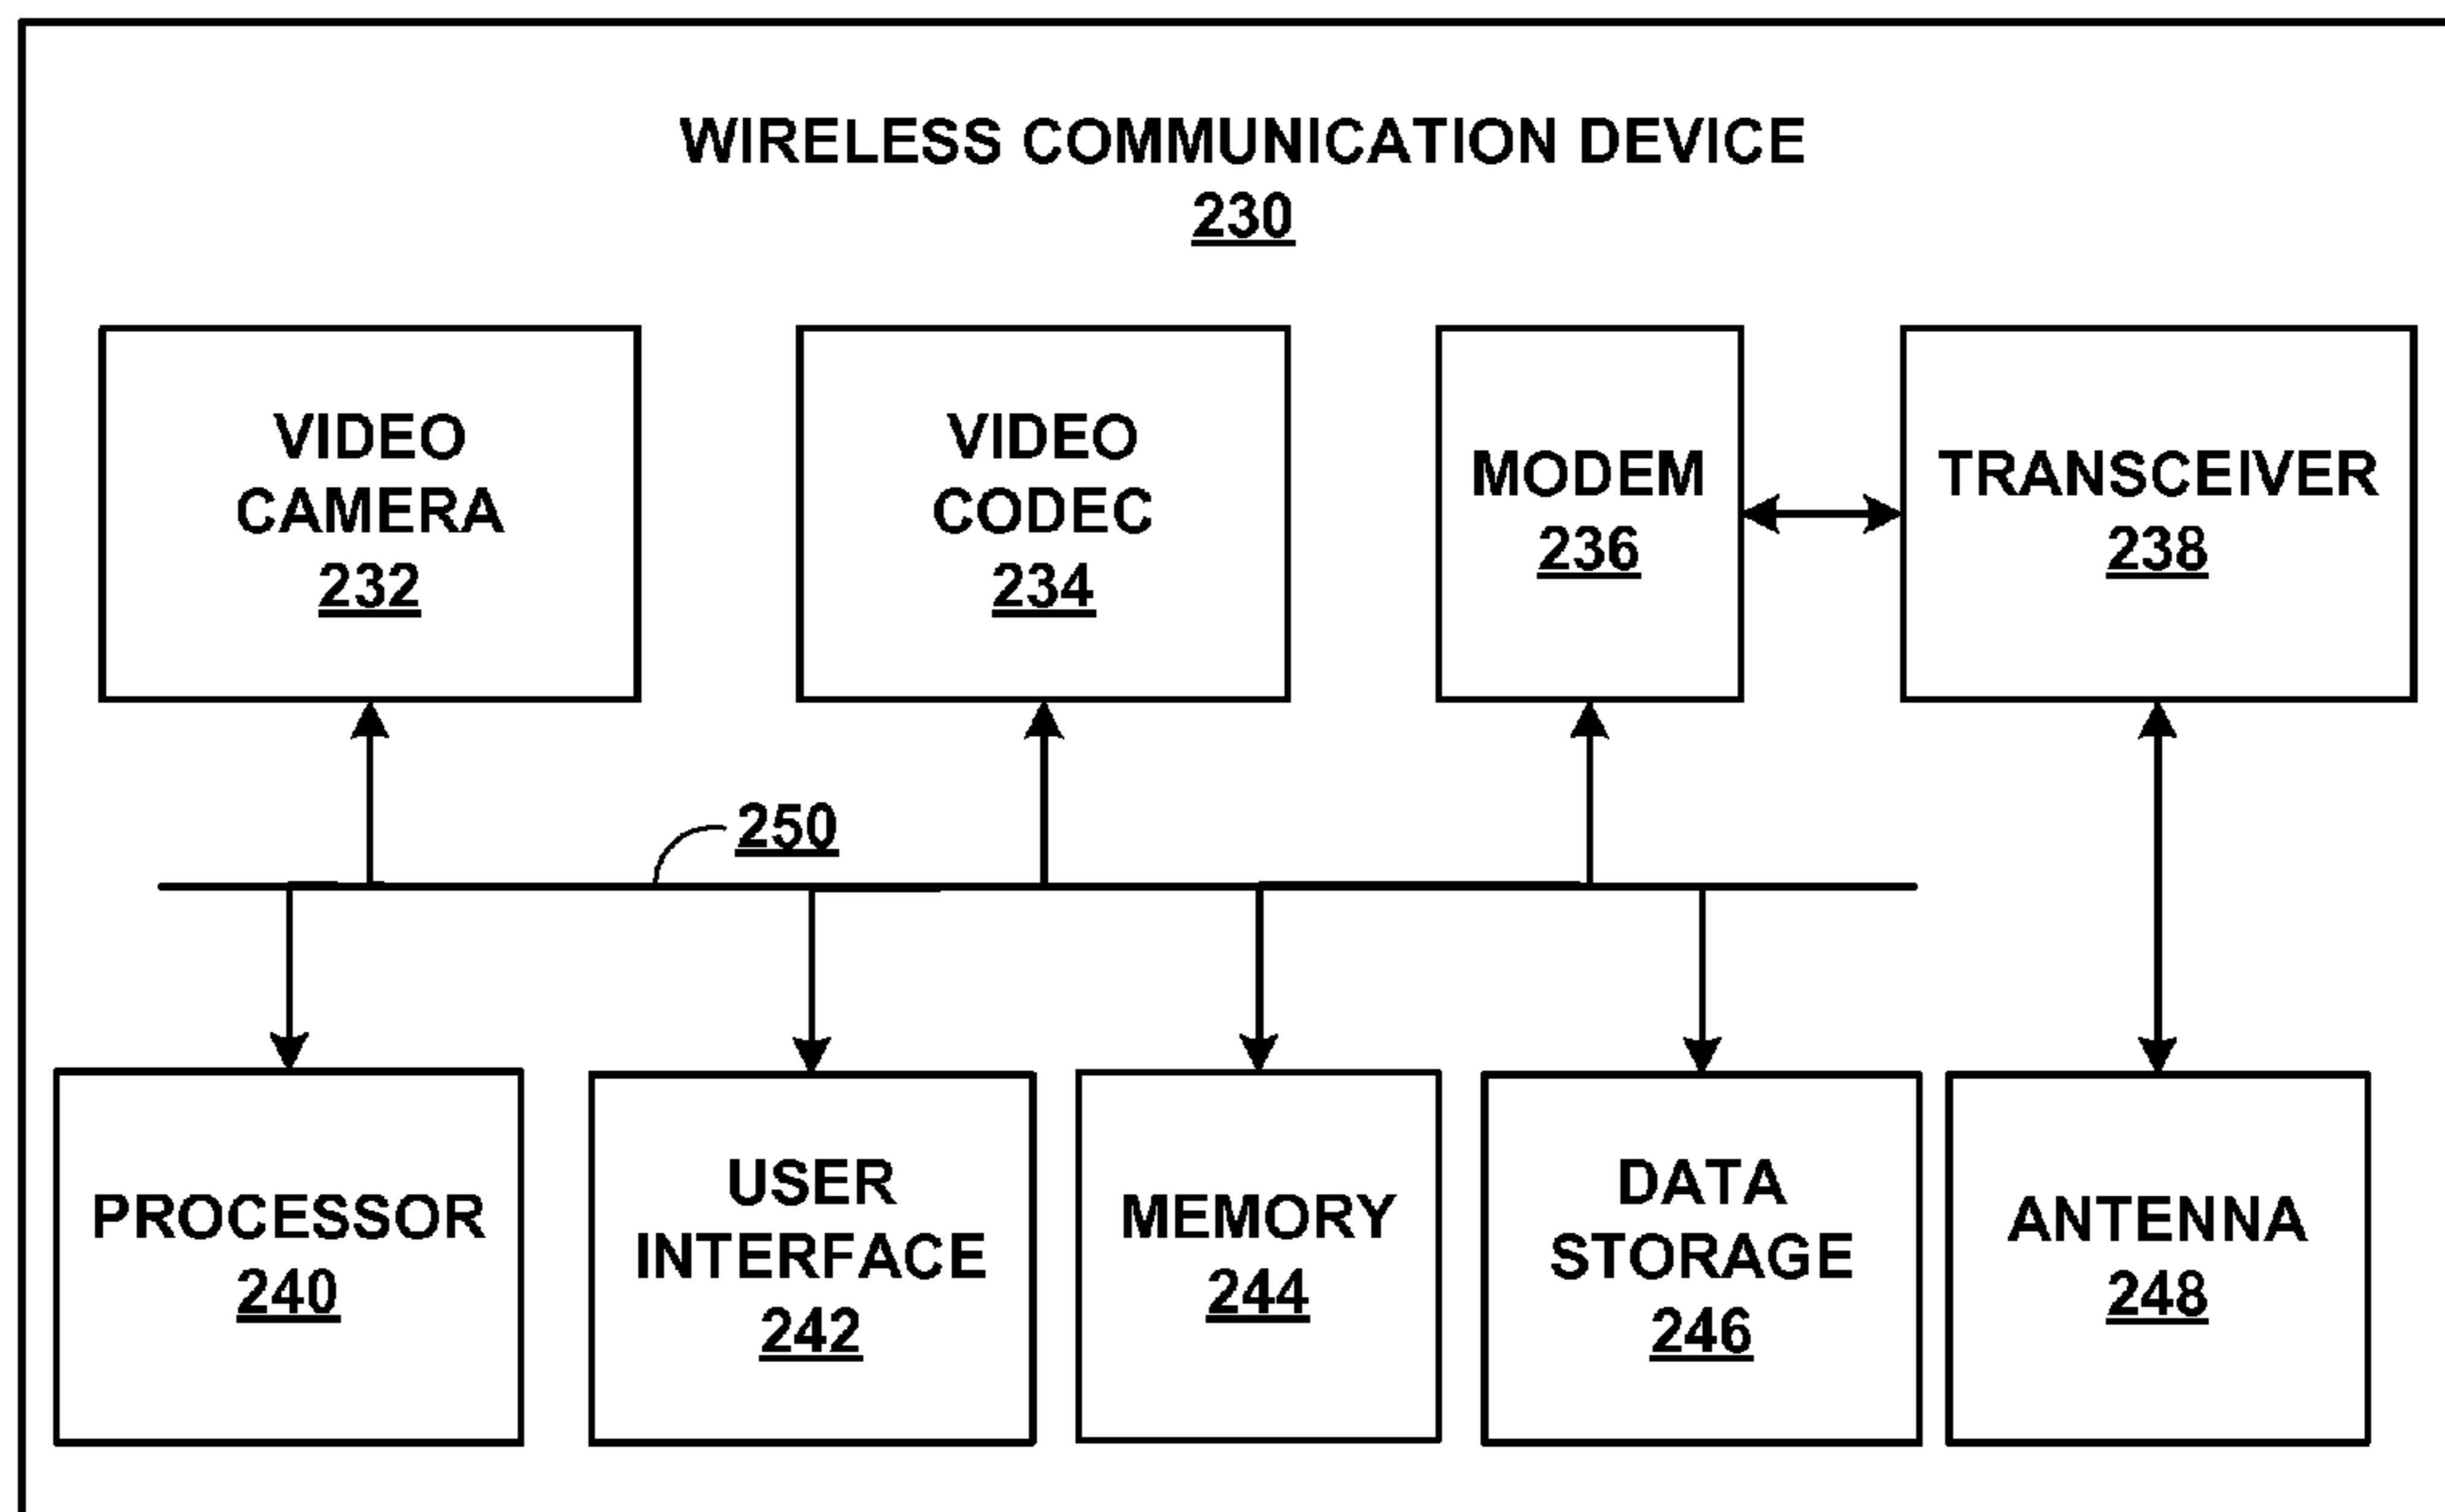 WIRELESS COMMUNICATION DEVICE
230
VIDEO
CAMERA
232
VIDEO
CODEC
234
MODEM
236
TRANSCEIVER
238
250
PROCESSOR
240
USER
INTERFACE
242
MEMORY
244
DATA
STORAGE
246
ANTENNA
248